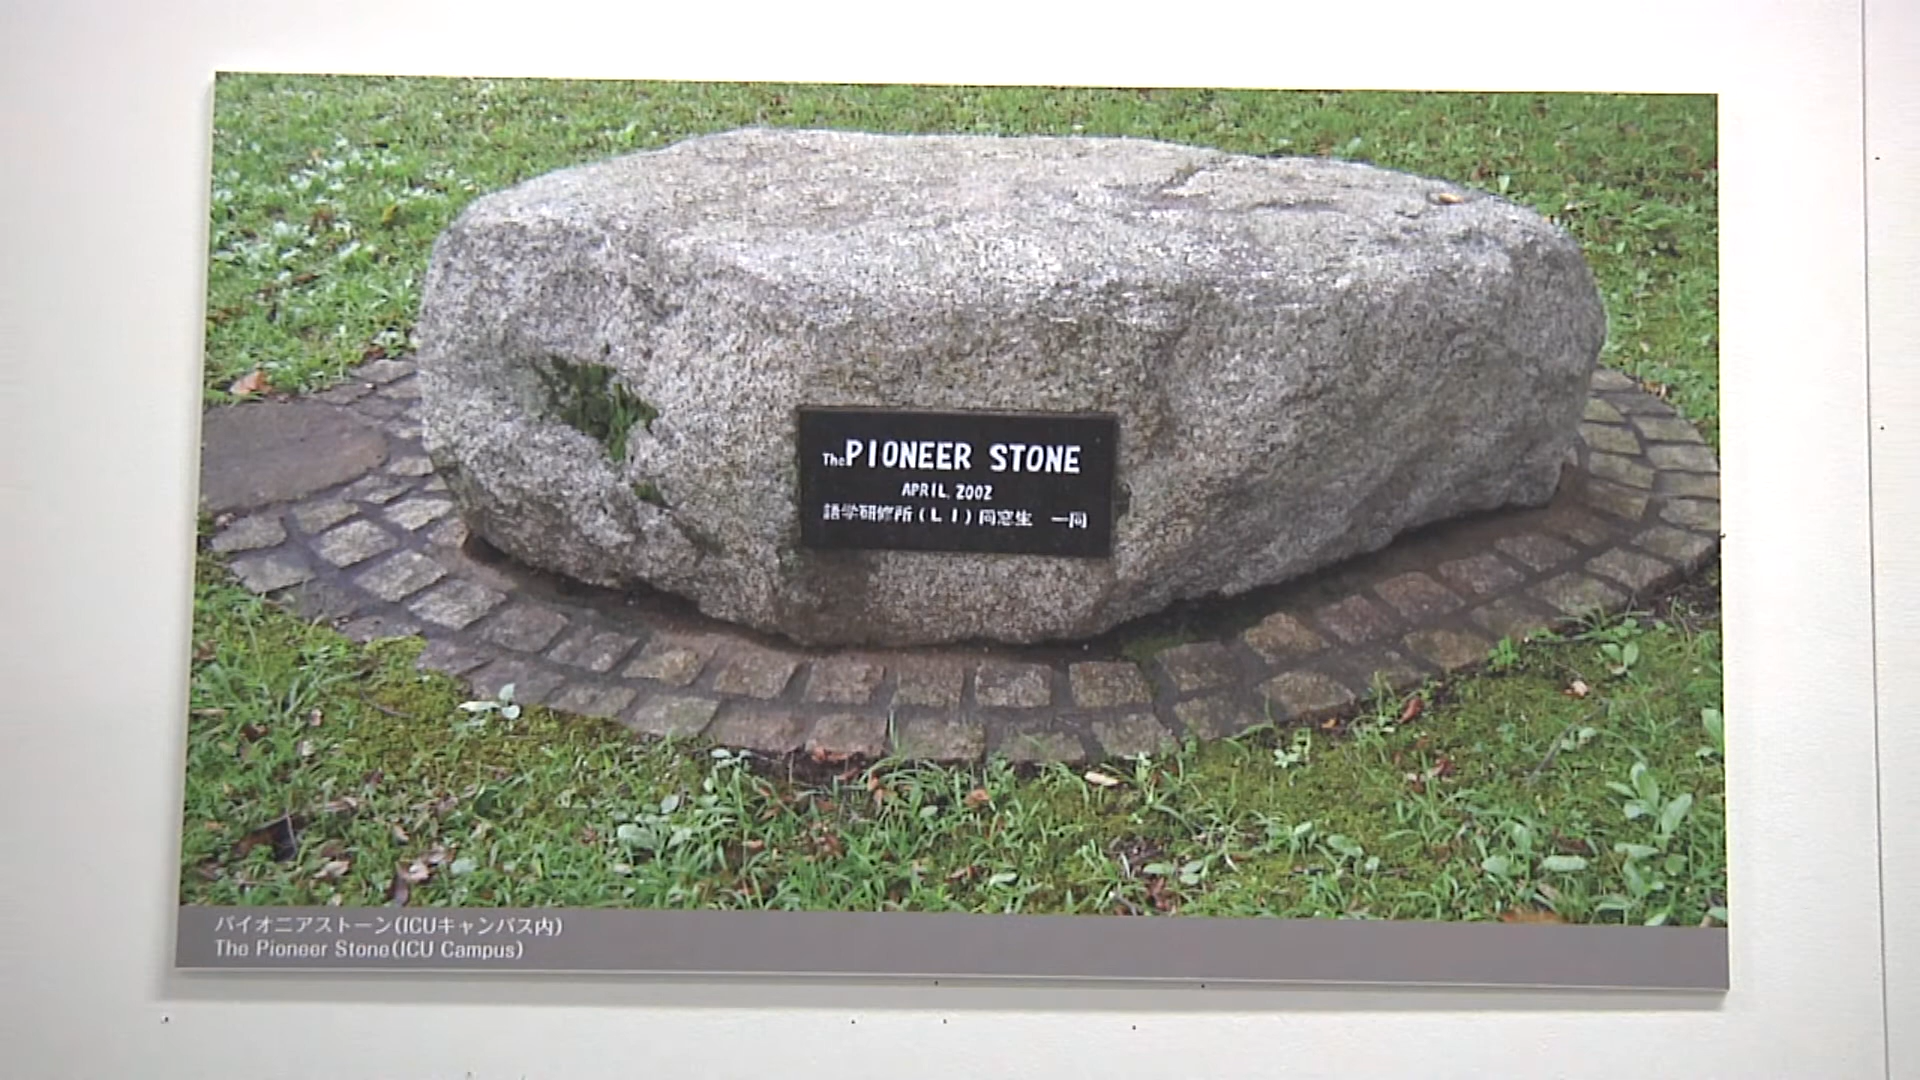 The PIONEER STONE
APRIL. 2002
語学研修所(LI)同窓生 一同
パイオニアストーン(ICUキャンパス内)
The Pioneer Stone(ICU Campus)